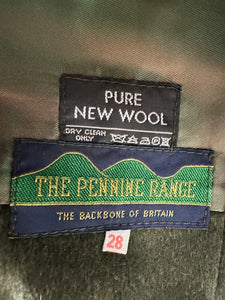 PURE
NEW WOOL
DRY CLEAN
ONLY
THE PENNINE RANGE
THE BACKBONE OF BRITAIN
28